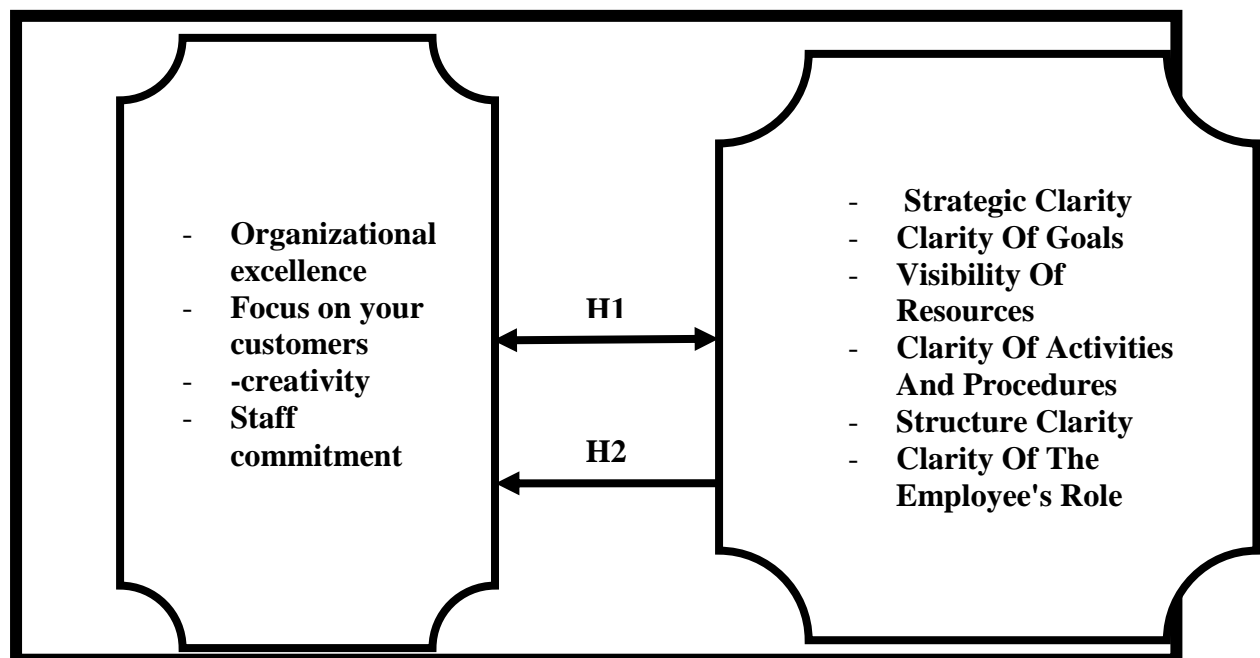 - Organizational
excellence
- Focus on your
customers
- -creativity
- Staff
commitment
H1
H2
- Strategic Clarity
- Clarity Of Goals
- Visibility Of
Resources
- Clarity Of Activities
And Procedures
- Structure Clarity
- Clarity Of The
Employee's Role